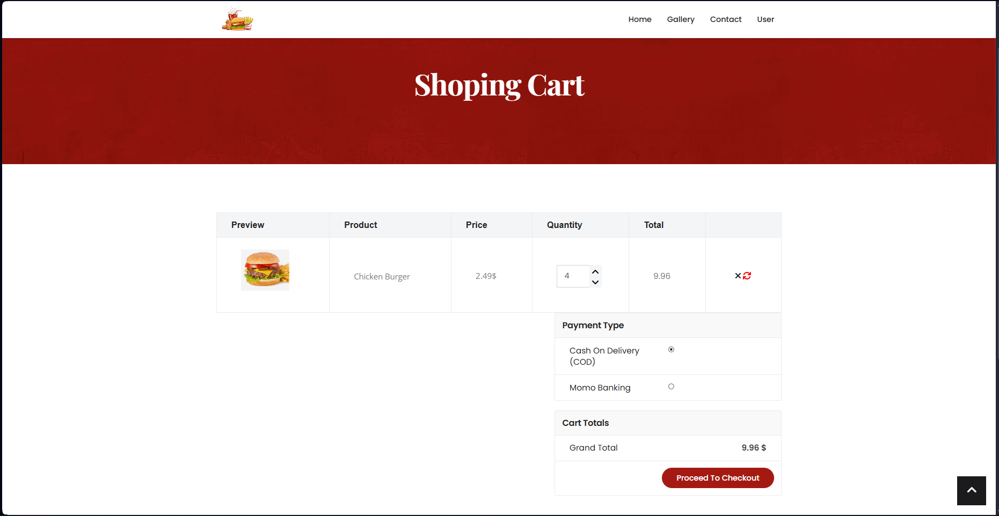 Home Gallery Contact User
Shoping Cart
Preview Product Price Quantity Total
Chicken Burger 2.49$ 4 9.96
Payment Type
Cash On Delivery
(COD)
Momo Banking
Cart Totals
Grand Total 9.96 $
Proceed To Checkout